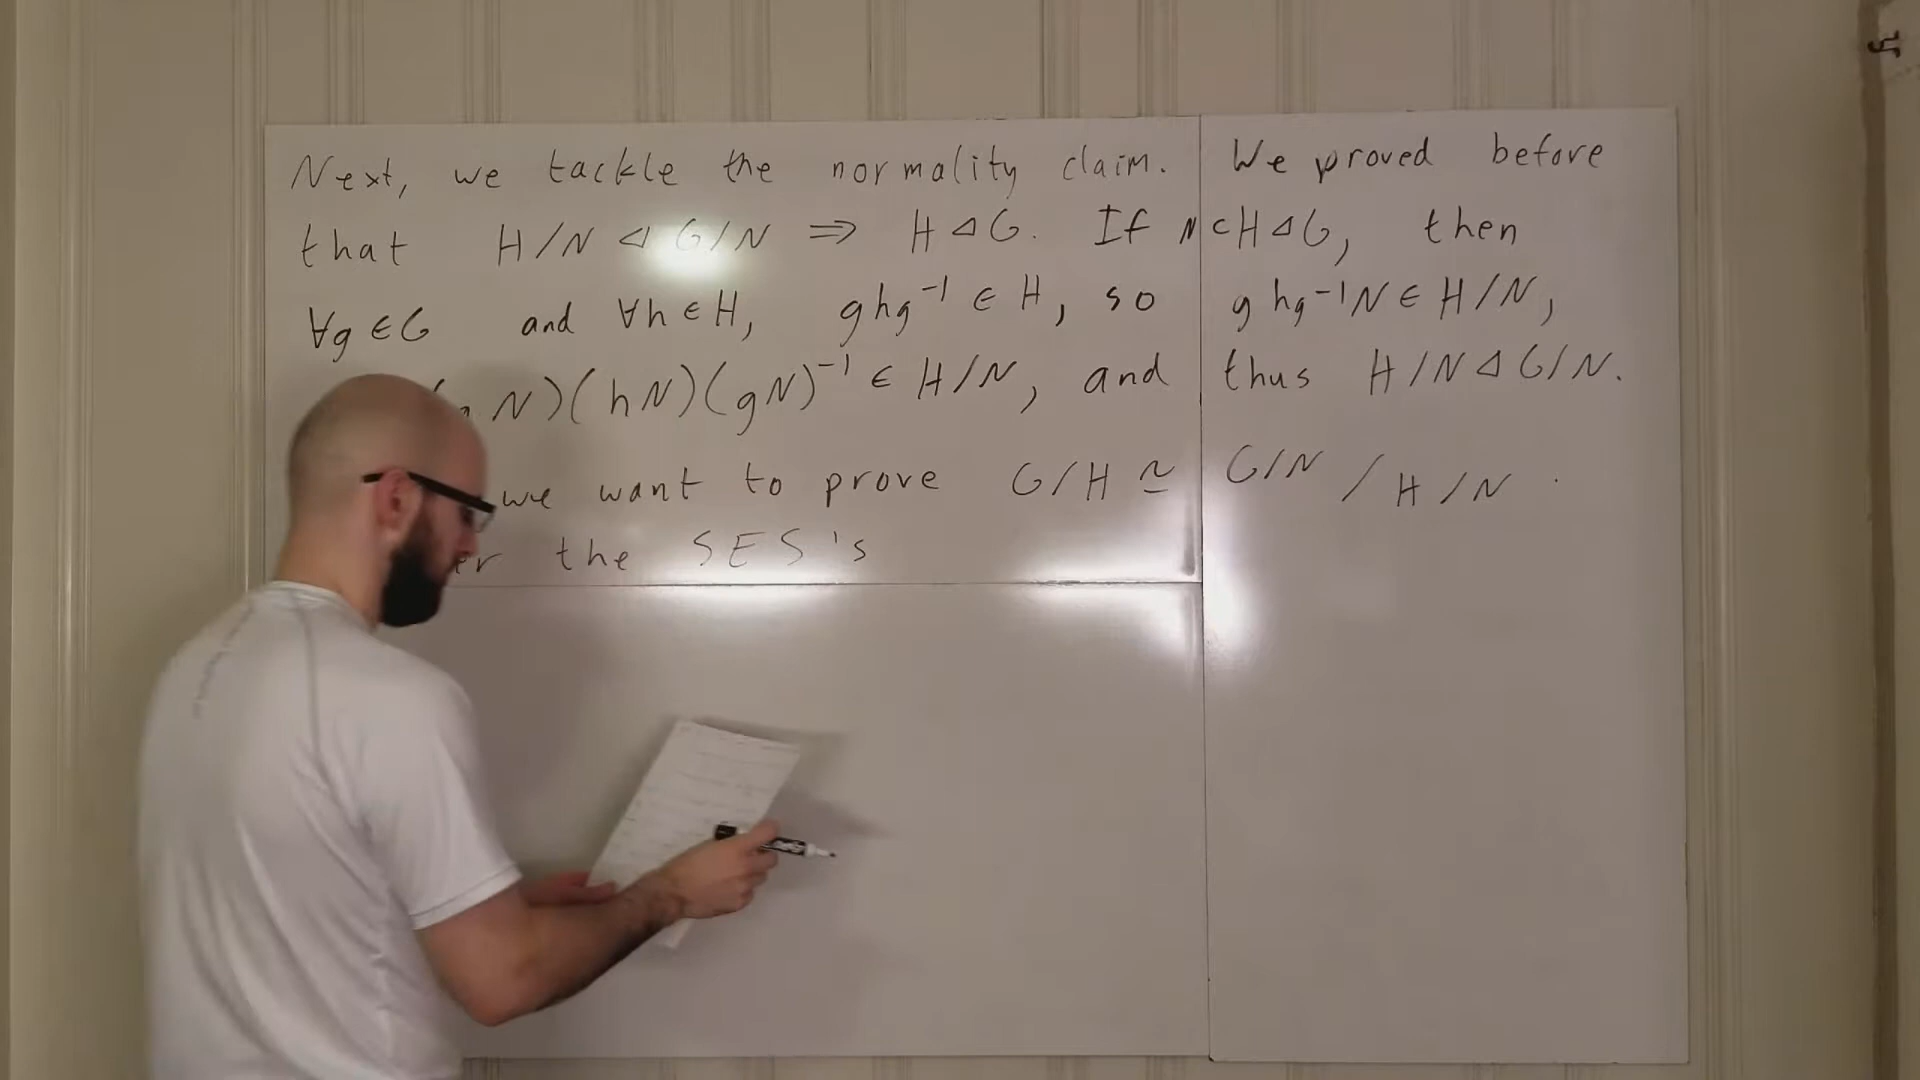 Next, we tackle the normality claim. We proved before
that H/N ⊲ G/N ⇒ H⊲G. If N⊂H⊲G, then
∀g∈G and ∀h∈H, ghg⁻¹ ∈ H, so ghg⁻¹N ∈ H/N,
N)(hN)(gN)⁻¹ ∈ H/N, and thus H/N⊲G/N.
we want to prove G/H ≃ G/N / H/N.
the SES's